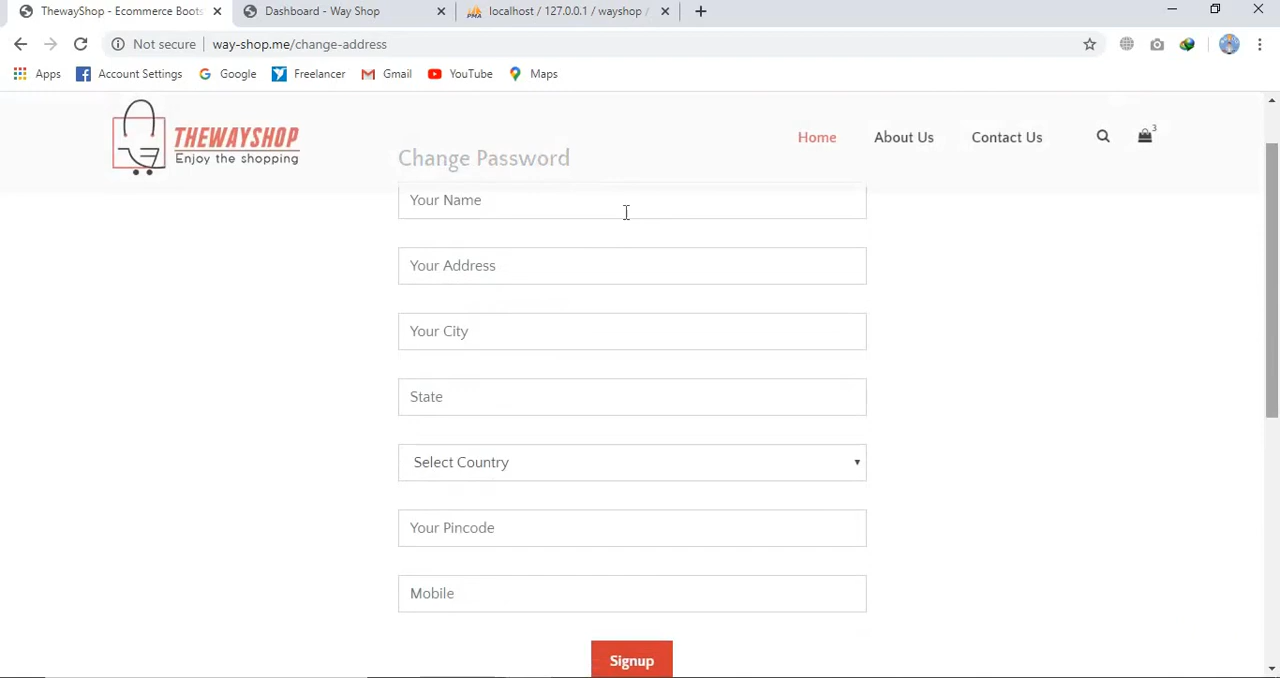 ThewayShop - Ecommerce Boots
Dashboard - Way Shop
localhost / 127.0.0.1 / wayshop /
Not secure
way-shop.me/change-address
Apps
Account Settings
Google
Freelancer
Gmail
YouTube
Maps
THEWAYSHOP
Enjoy the shopping
Home
About Us
Contact Us
3
Change Password
Your Name
Your Address
Your City
State
Select Country
Your Pincode
Mobile
Signup